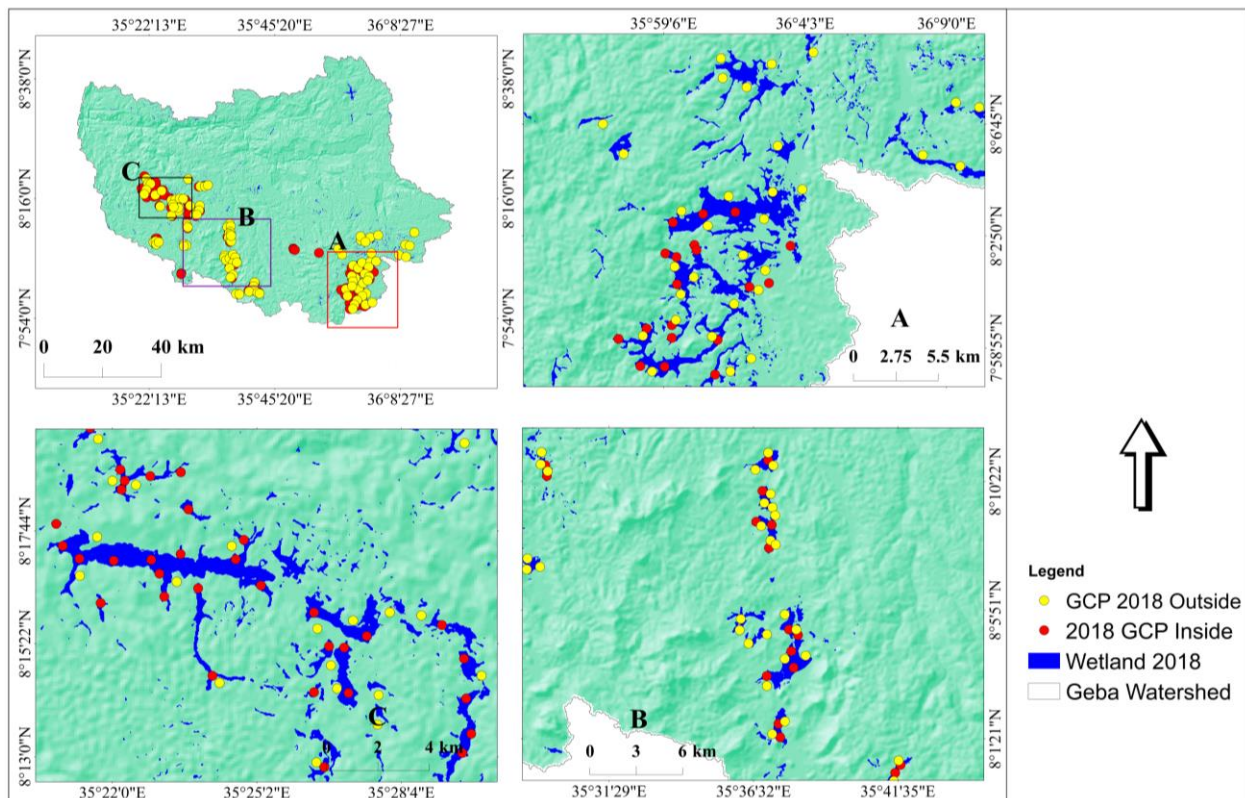 35°22'13"E 35°45'20"E 36°8'27"E
8°38'0"N
8°16'0"N
7°54'0"N
8°38'0"N
8°16'0"N
7°54'0"N
C
B
A
0 20 40 km
35°22'13"E 35°45'20"E 36°8'27"E
35°59'6"E 36°4'3"E 36°9'0"E
8°6'45"N
8°2'50"N
7°58'55"N
A
0 2.75 5.5 km
8°17'44"N
8°15'22"N
8°13'0"N
C
0 2 4 km
35°22'0"E 35°25'2"E 35°28'4"E
8°10'22"N
8°5'51"N
8°1'21"N
B
0 3 6 km
35°31'29"E 35°36'32"E 35°41'35"E
Legend
GCP 2018 Outside
2018 GCP Inside
Wetland 2018
Geba Watershed